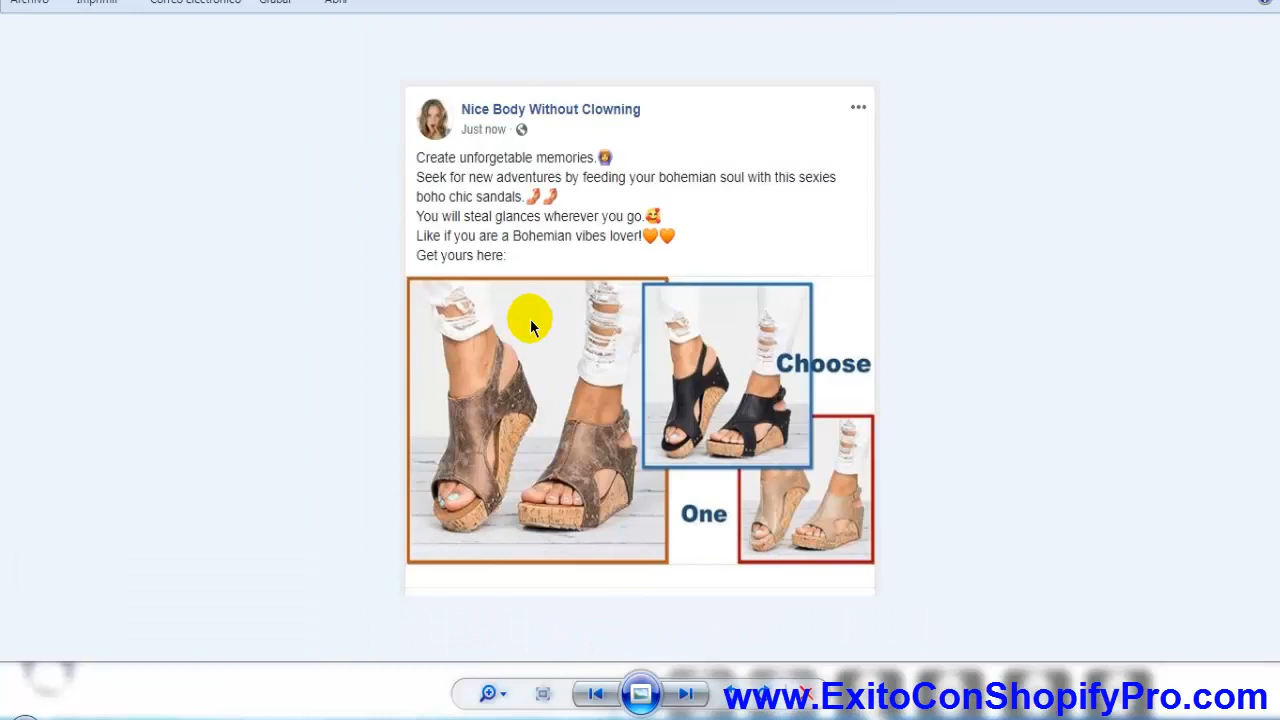 Archivo Imprimir Correo electrónico Grabar Abrir
Nice Body Without Clowning
Just now
Create unforgetable memories.
Seek for new adventures by feeding your bohemian soul with this sexies
boho chic sandals.
You will steal glances wherever you go.
Like if you are a Bohemian vibes lover!
Get yours here:
Choose
One
www.ExitoConShopifyPro.com